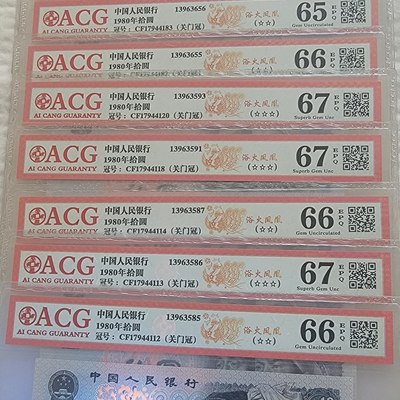 ACG
AI CANG GUARANTY
中国人民银行 13963656
1980年拾圆
冠号：CF17944183（关门冠）
浴火凤凰
（☆☆）
65 EPQ
Gem Uncirculated
ACG
AI CANG GUARANTY
中国人民银行 13963655
1980年拾圆
浴火凤凰
（☆☆）
66 EPQ
Gem Uncirculated
ACG
AI CANG GUARANTY
中国人民银行 13963593
1980年拾圆
冠号：CF17944120（关门冠）
浴火凤凰
（☆☆☆）
67 EPQ
Superb Gem Unc
ACG
AI CANG GUARANTY
中国人民银行 13963591
1980年拾圆
冠号：CF17944118（关门冠）
浴火凤凰
（☆☆☆）
67 EPQ
Superb Gem Unc
ACG
AI CANG GUARANTY
中国人民银行 13963587
1980年拾圆
冠号：CF17944114（关门冠）
浴火凤凰
（☆☆）
66 EPQ
Gem Uncirculated
ACG
AI CANG GUARANTY
中国人民银行 13963586
1980年拾圆
冠号：CF17944113（关门冠）
浴火凤凰
（☆☆☆）
67 EPQ
Superb Gem Unc
ACG
AI CANG GUARANTY
中国人民银行 13963585
1980年拾圆
冠号：CF17944112（关门冠）
浴火凤凰
（☆☆）
66 EPQ
Gem Uncirculated
中国人民银行